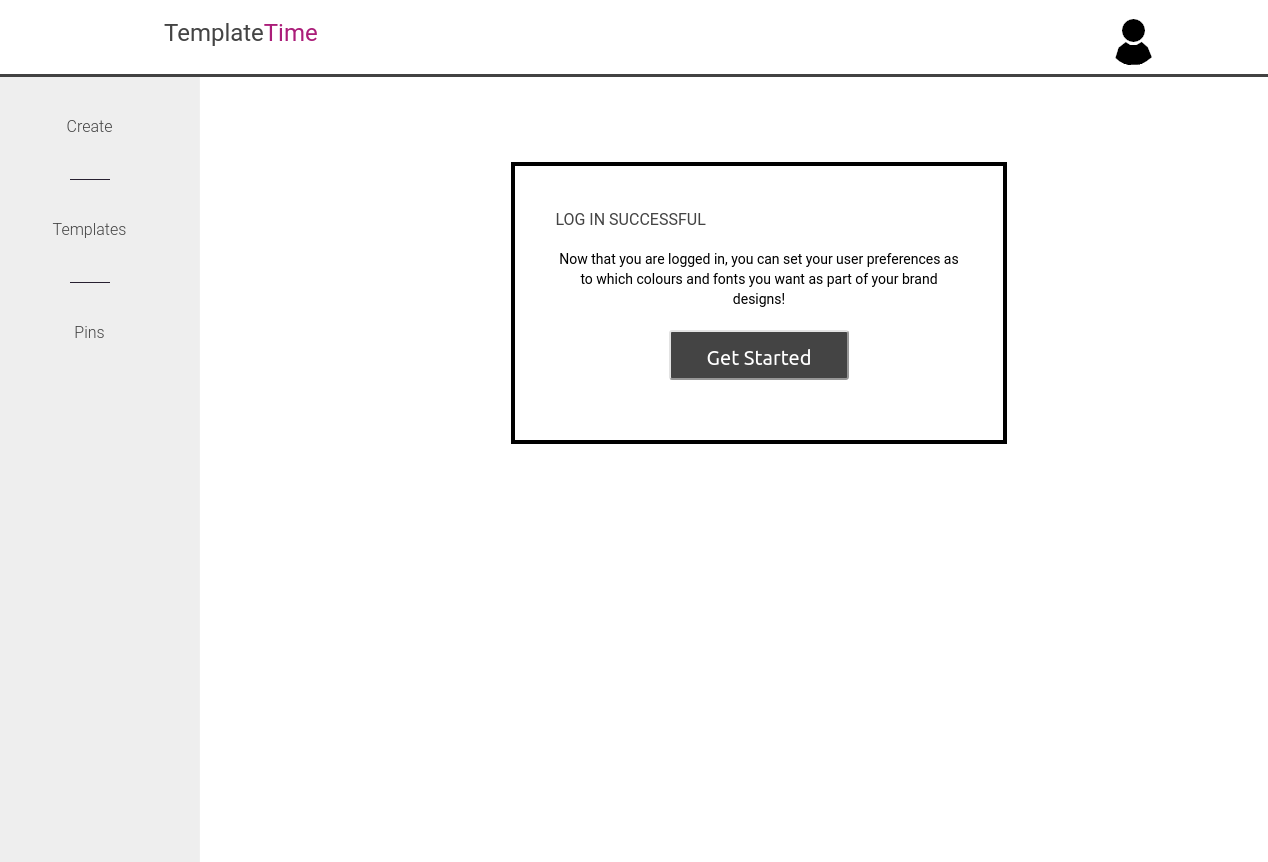 TemplateTime
Create
Templates
Pins
LOG IN SUCCESSFUL
Now that you are logged in, you can set your user preferences as
to which colours and fonts you want as part of your brand
designs!
Get Started